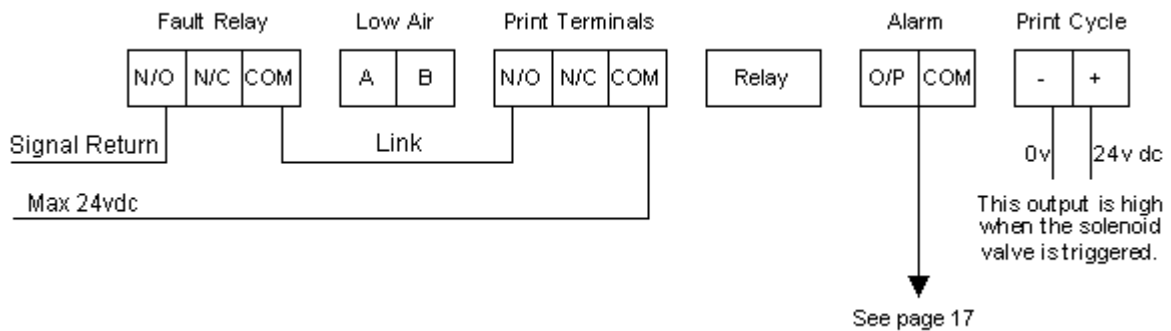 Fault Relay Low Air Print Terminals Alarm Print Cycle
N/O N/C COM A B N/O N/C COM Relay O/P COM - +
Signal Return Link 0v 24v dc
Max 24vdc
This output is high
when the solenoid
valve is triggered.
See page 17